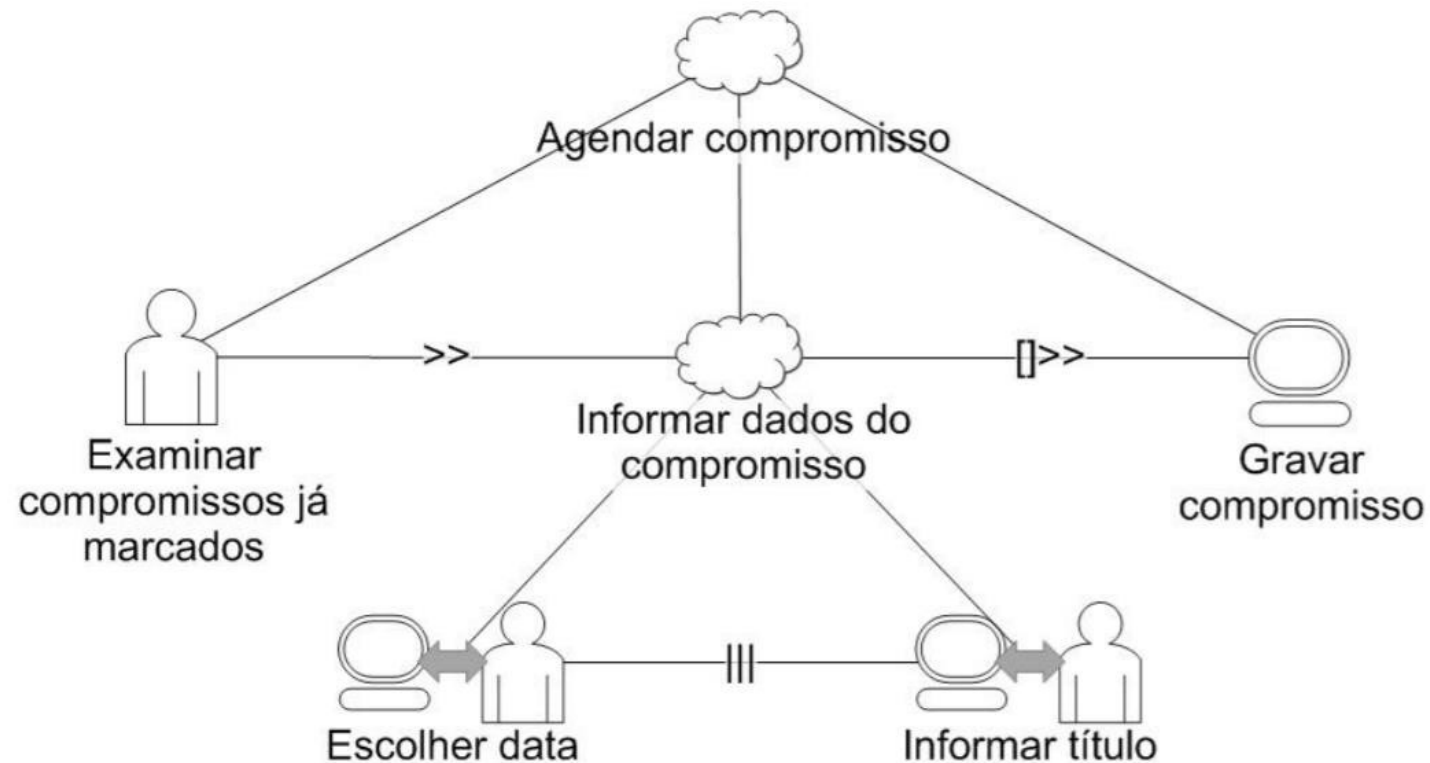 Agendar compromisso
>>
[]>>
Informar dados do
compromisso
Examinar
compromissos já
marcados
Gravar
compromisso
|||
Escolher data
Informar título